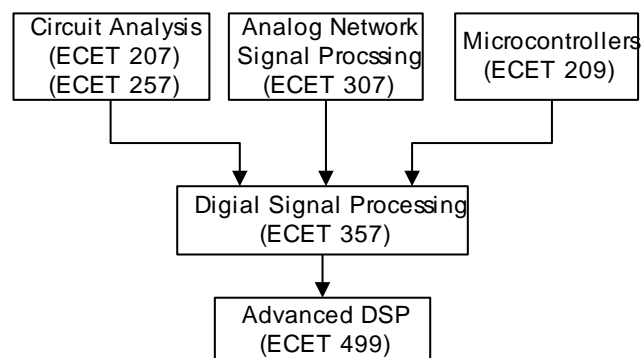 Circuit Analysis
(ECET 207)
(ECET 257)
Analog Network
Signal Procssing
(ECET 307)
Microcontrollers
(ECET 209)
Digial Signal Processing
(ECET 357)
Advanced DSP
(ECET 499)